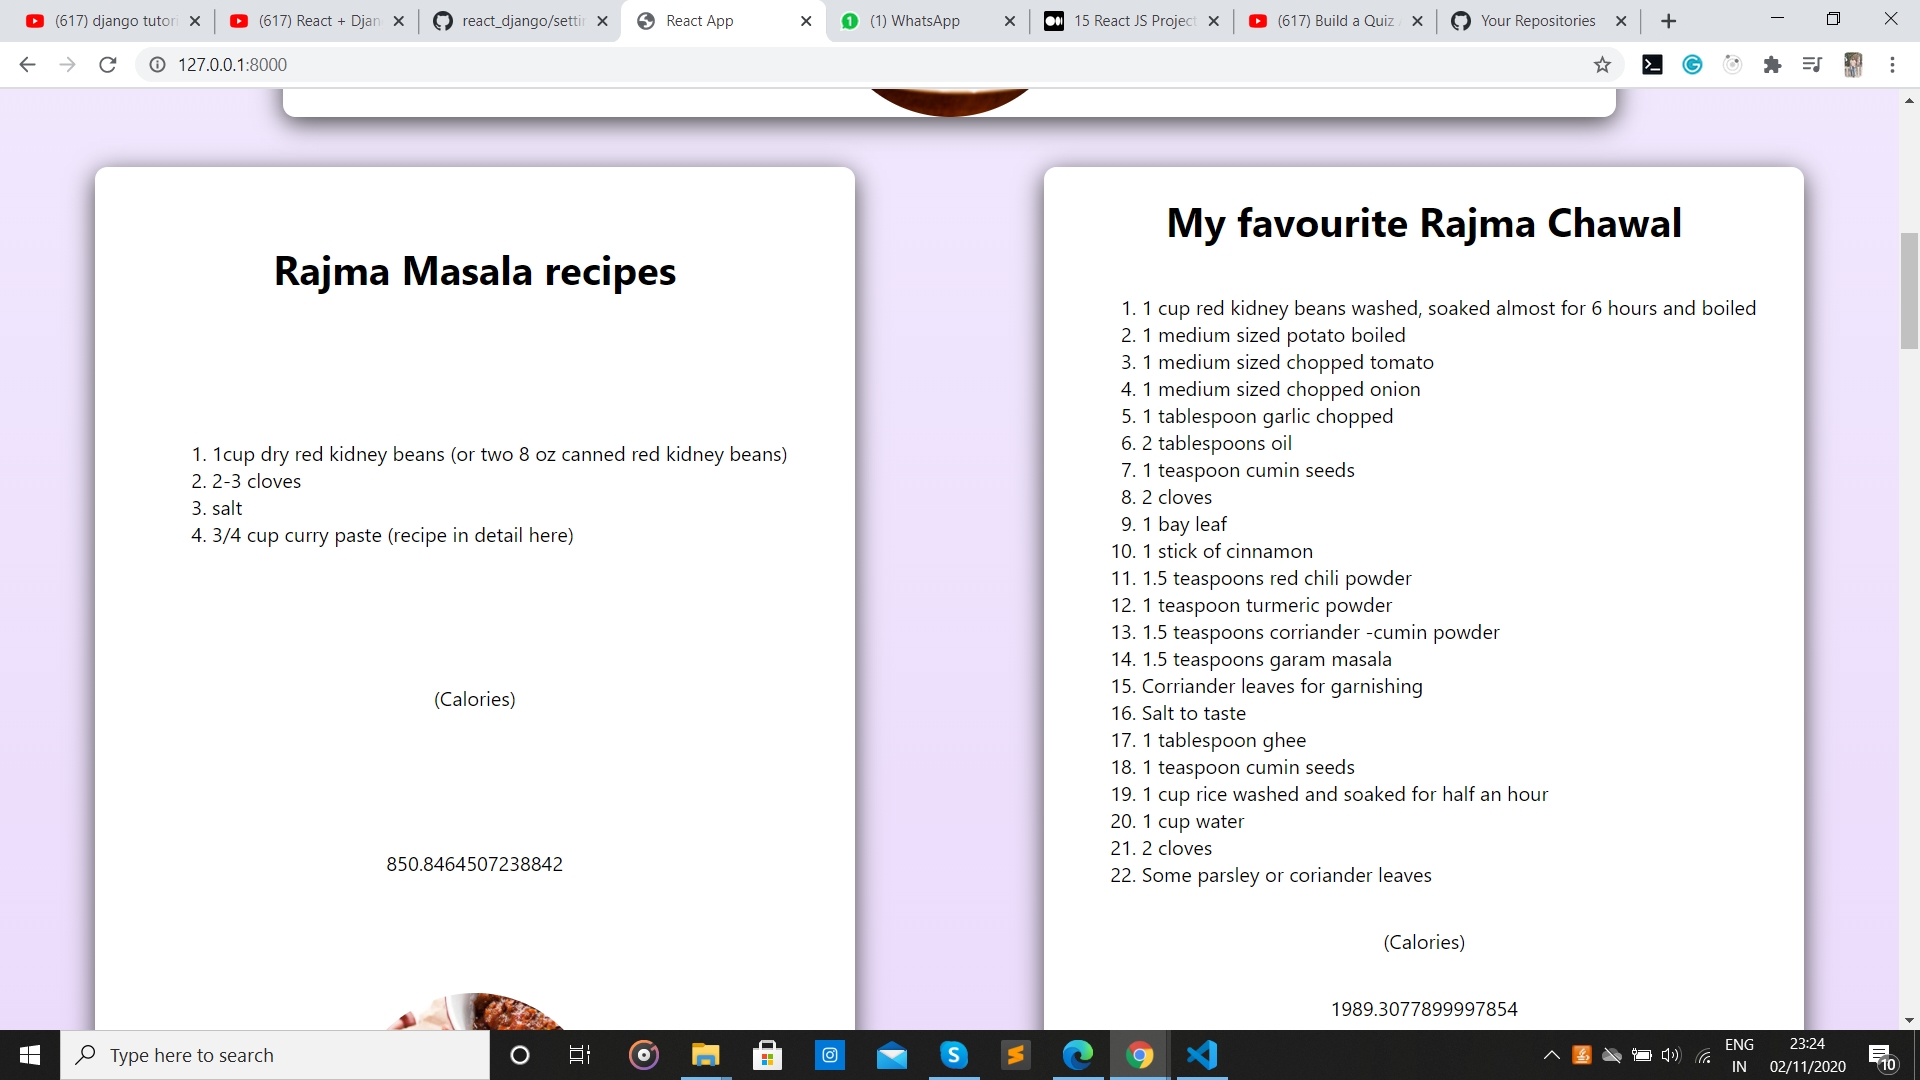 (617) django tutori
(617) React + Djan
react_django/settin
React App
(1) WhatsApp
15 React JS Project
(617) Build a Quiz A
Your Repositories
127.0.0.1:8000
Rajma Masala recipes
1. 1cup dry red kidney beans (or two 8 oz canned red kidney beans)
2. 2-3 cloves
3. salt
4. 3/4 cup curry paste (recipe in detail here)
(Calories)
850.8464507238842
My favourite Rajma Chawal
1. 1 cup red kidney beans washed, soaked almost for 6 hours and boiled
2. 1 medium sized potato boiled
3. 1 medium sized chopped tomato
4. 1 medium sized chopped onion
5. 1 tablespoon garlic chopped
6. 2 tablespoons oil
7. 1 teaspoon cumin seeds
8. 2 cloves
9. 1 bay leaf
10. 1 stick of cinnamon
11. 1.5 teaspoons red chili powder
12. 1 teaspoon turmeric powder
13. 1.5 teaspoons corriander -cumin powder
14. 1.5 teaspoons garam masala
15. Corriander leaves for garnishing
16. Salt to taste
17. 1 tablespoon ghee
18. 1 teaspoon cumin seeds
19. 1 cup rice washed and soaked for half an hour
20. 1 cup water
21. 2 cloves
22. Some parsley or coriander leaves
(Calories)
1989.3077899997854
Type here to search
ENG
IN
23:24
02/11/2020
10